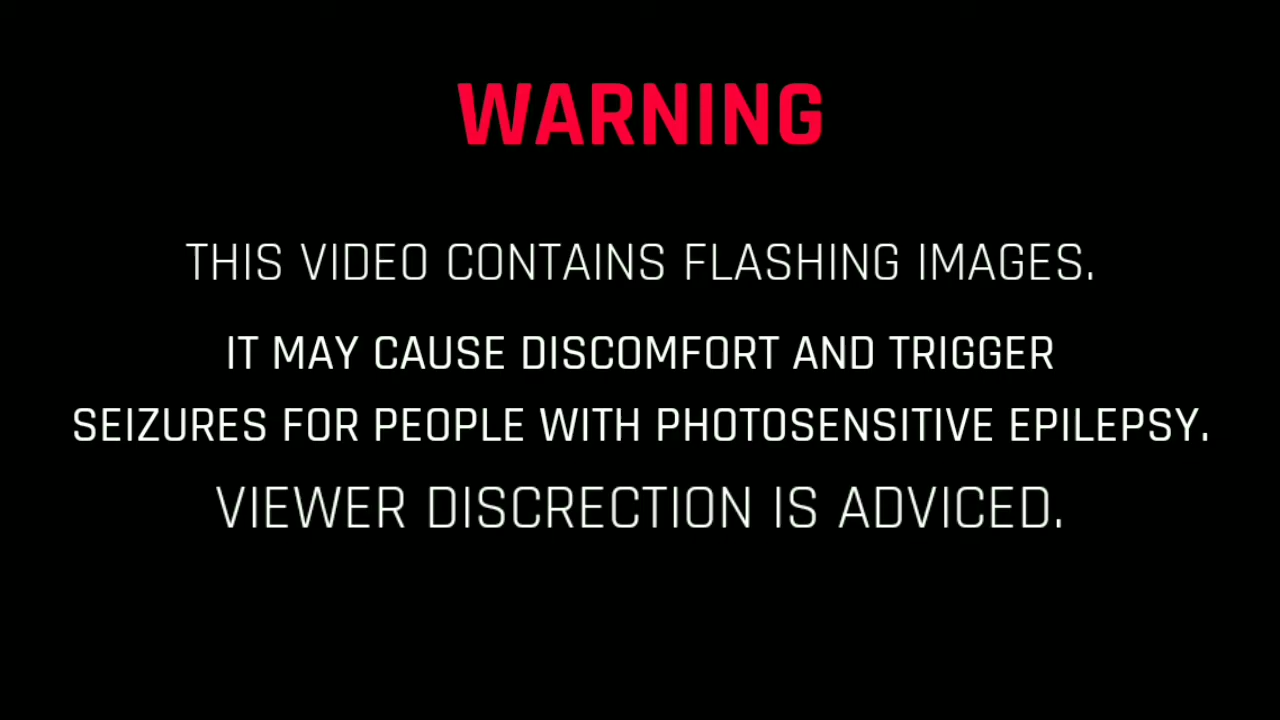 WARNING
THIS VIDEO CONTAINS FLASHING IMAGES.
IT MAY CAUSE DISCOMFORT AND TRIGGER
SEIZURES FOR PEOPLE WITH PHOTOSENSITIVE EPILEPSY.
VIEWER DISCRECTION IS ADVICED.